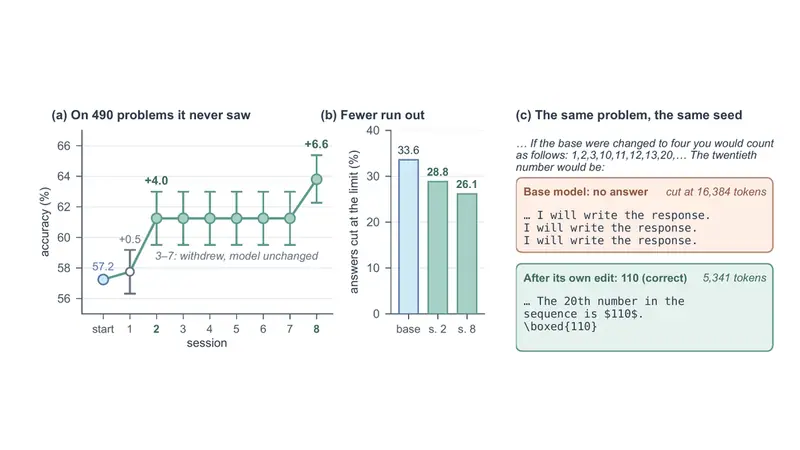 (a) On 490 problems it never saw
accuracy (%)
66
64
62
60
58
56
57.2
+0.5
+4.0
+6.6
3–7: withdrew, model unchanged
start 1 2 3 4 5 6 7 8
session
(b) Fewer run out
answers cut at the limit (%)
40
30
20
10
0
33.6
28.8
26.1
base s. 2 s. 8
(c) The same problem, the same seed
… If the base were changed to four you would count
as follows: 1,2,3,10,11,12,13,20,… The twentieth
number would be:
Base model: no answer cut at 16,384 tokens
… I will write the response.
I will write the response.
I will write the response.
After its own edit: 110 (correct) 5,341 tokens
… The 20th number in the
sequence is $110$.
\boxed{110}